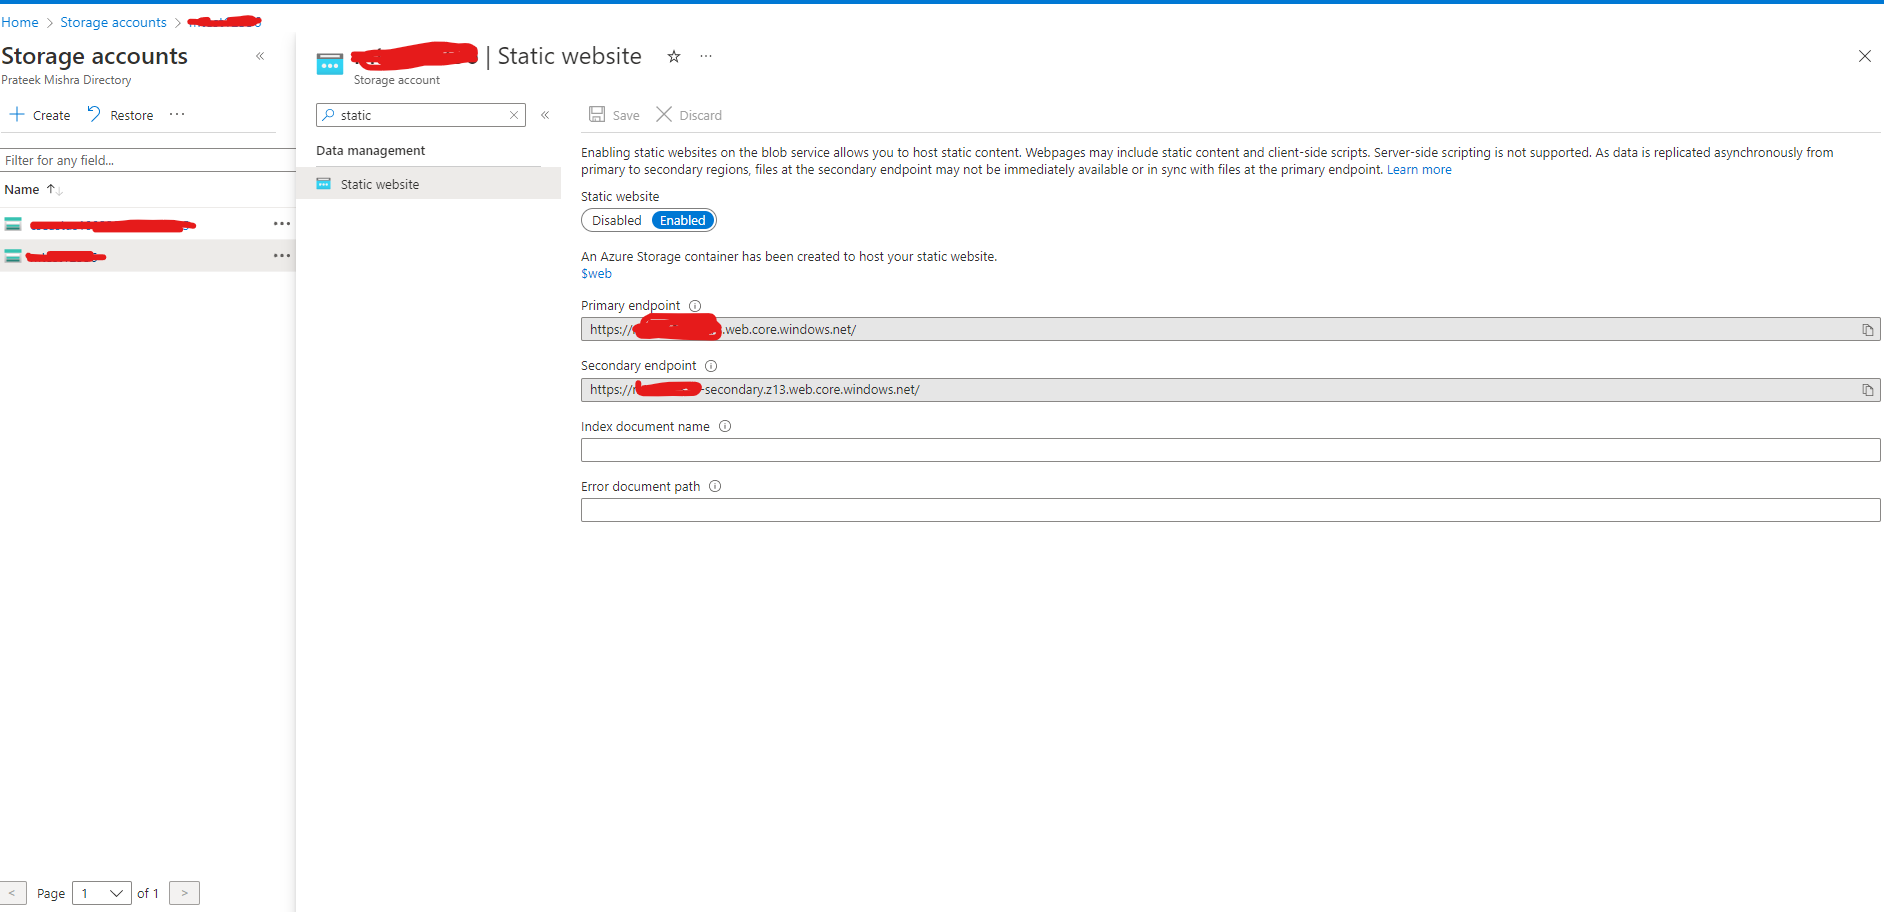 Home > Storage accounts >
Storage accounts
Prateek Mishra Directory
Create Restore
Filter for any field...
Name
Page 1 of 1
| Static website
Storage account
static
Data management
Static website
Save Discard
Enabling static websites on the blob service allows you to host static content. Webpages may include static content and client-side scripts. Server-side scripting is not supported. As data is replicated asynchronously from
primary to secondary regions, files at the secondary endpoint may not be immediately available or in sync with files at the primary endpoint. Learn more
Static website
Disabled Enabled
An Azure Storage container has been created to host your static website.
$web
Primary endpoint
https:// .web.core.windows.net/
Secondary endpoint
https:// -secondary.z13.web.core.windows.net/
Index document name
Error document path